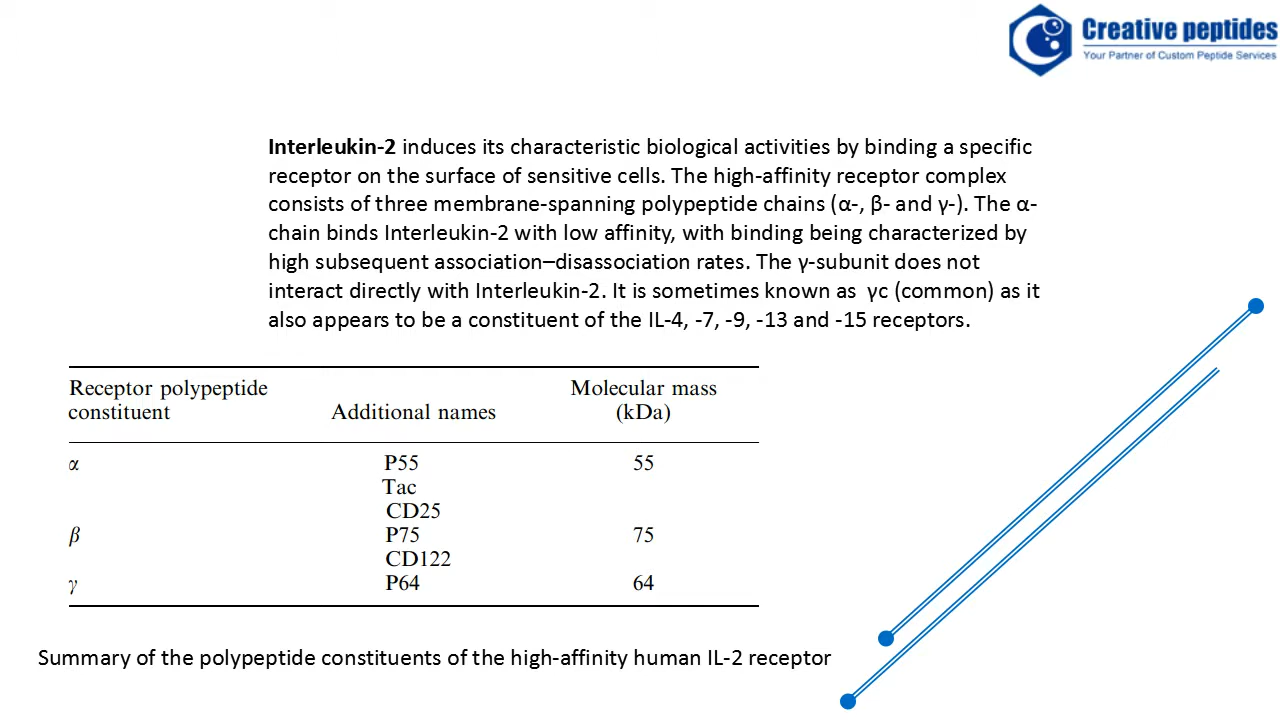 Creative peptides
Your Partner of Custom Peptide Services
Interleukin-2 induces its characteristic biological activities by binding a specific
receptor on the surface of sensitive cells. The high-affinity receptor complex
consists of three membrane-spanning polypeptide chains (α-, β- and γ-). The α-
chain binds Interleukin-2 with low affinity, with binding being characterized by
high subsequent association–disassociation rates. The γ-subunit does not
interact directly with Interleukin-2. It is sometimes known as  γc (common) as it
also appears to be a constituent of the IL-4, -7, -9, -13 and -15 receptors.
Receptor polypeptide constituent Additional names Molecular mass (kDa)
α P55 55
Tac
CD25
β P75 75
CD122
γ P64 64
Summary of the polypeptide constituents of the high-affinity human IL-2 receptor